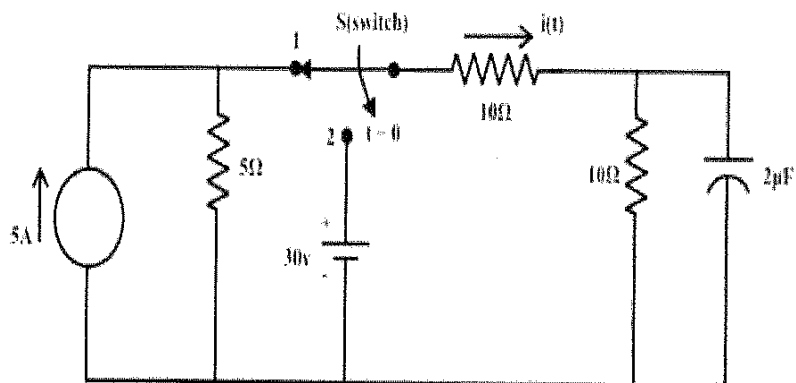 S(switch)
i(t)
1
10Ω
2
t = 0
5Ω
10Ω
2µF
5A
+
30v
-